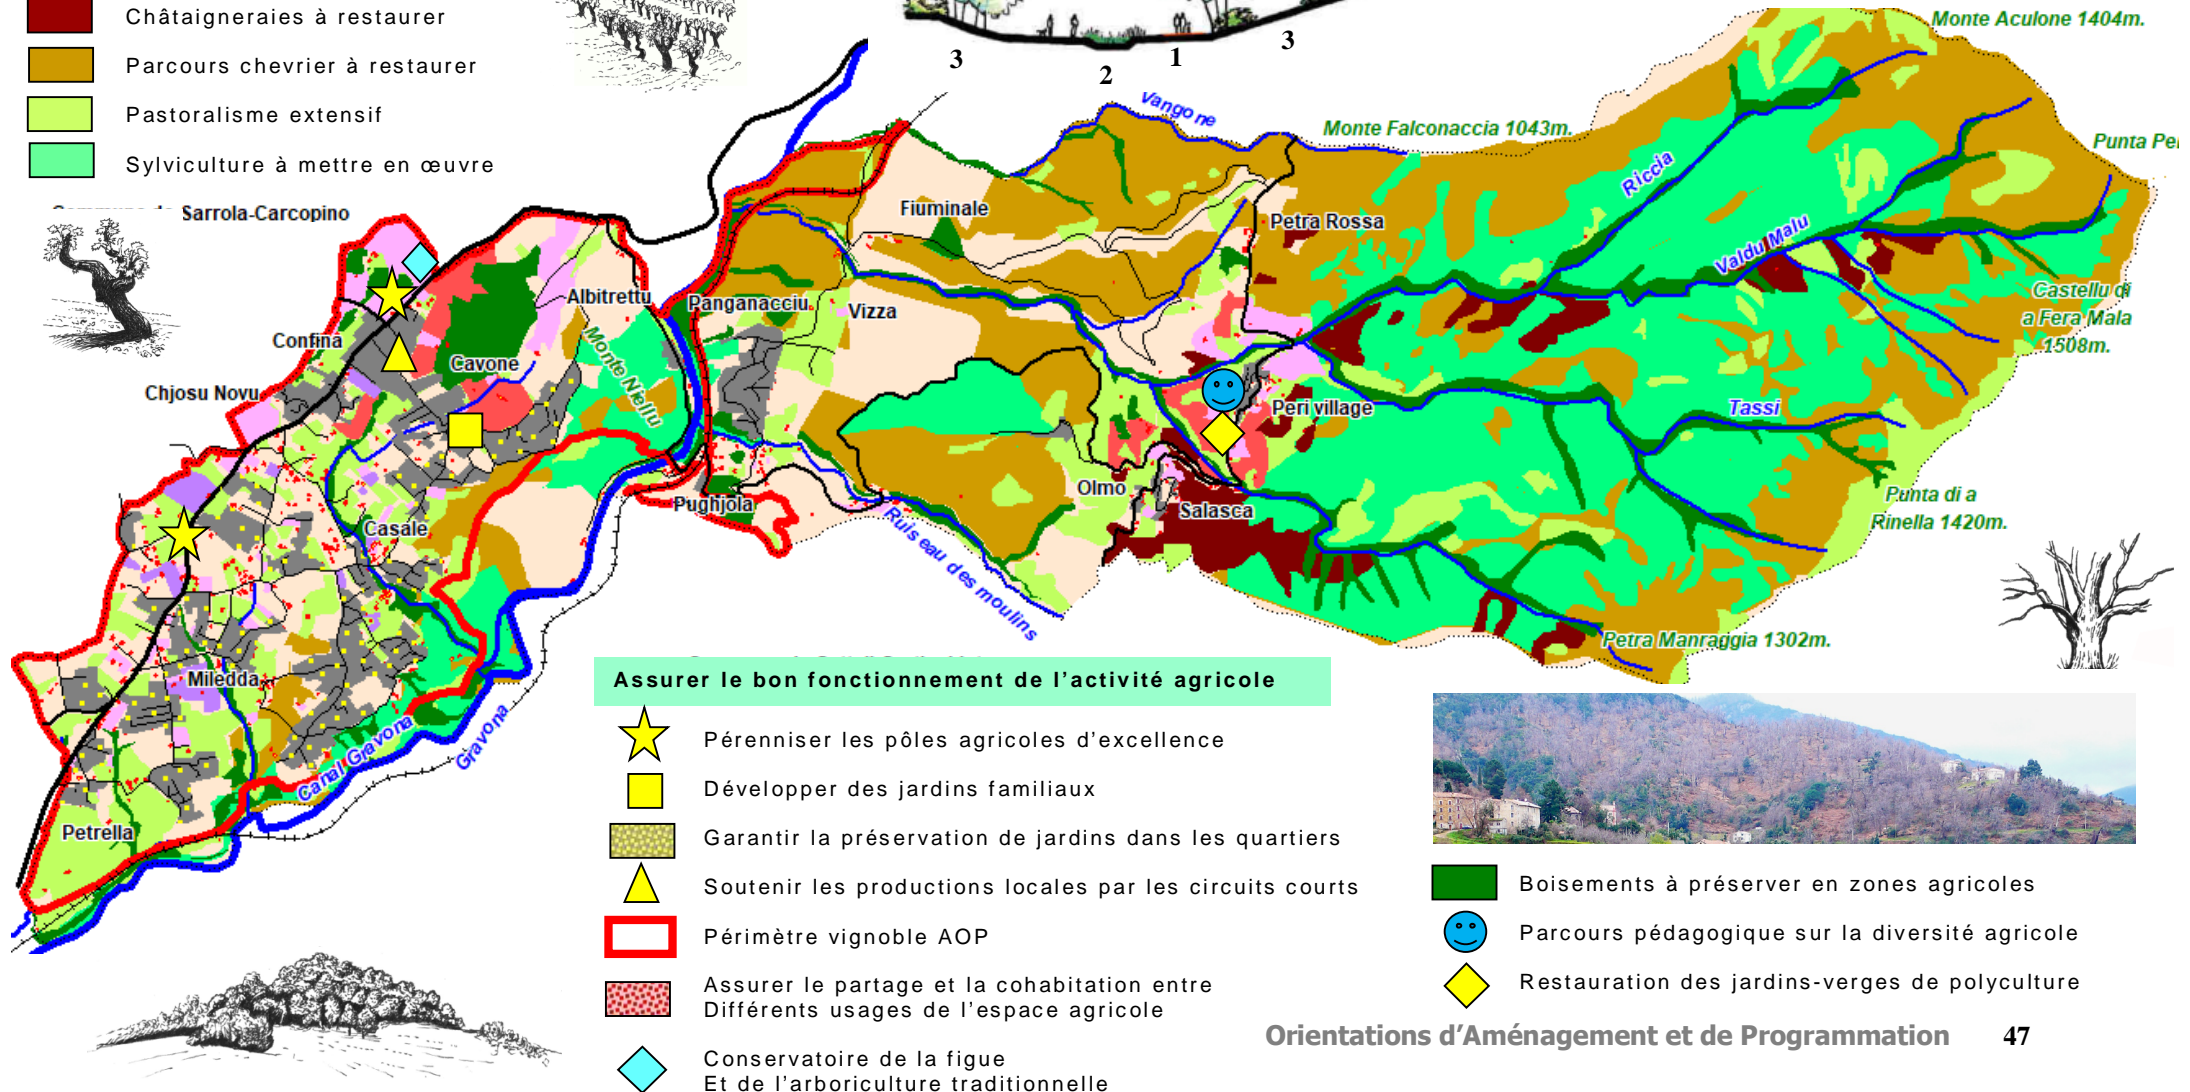 Châtaigneraies à restaurer
Parcours chevrier à restaurer
Pastoralisme extensif
Sylviculture à mettre en œuvre
3
2
1
3
Monte Aculone 1404m.
Vangone
Monte Falconaccia 1043m.
Punta Pe
Riccia
Sarrola-Carcopino
Fiuminale
Petra Rossa
Valdu Malu
Albitrettu
Panganacciu
Vizza
Castellu di
a Fera Mala
1508m.
Confina
Cavone
Monte Niellu
Chjosu Novu
Peri village
Tassi
Olmo
Salasca
Punta di a
Rinella 1420m.
Pughjola
Casale
Ruiseau des moulins
Petra Manraggia 1302m.
Miledda
Canal Gravona
Gravona
Petrella
Assurer le bon fonctionnement de l’activité agricole
Pérenniser les pôles agricoles d’excellence
Développer des jardins familiaux
Garantir la préservation de jardins dans les quartiers
Soutenir les productions locales par les circuits courts
Périmètre vignoble AOP
Assurer le partage et la cohabitation entre
Différents usages de l’espace agricole
Conservatoire de la figue
Et de l’arboriculture traditionnelle
Boisements à préserver en zones agricoles
Parcours pédagogique sur la diversité agricole
Restauration des jardins-verges de polyculture
Orientations d’Aménagement et de Programmation 47